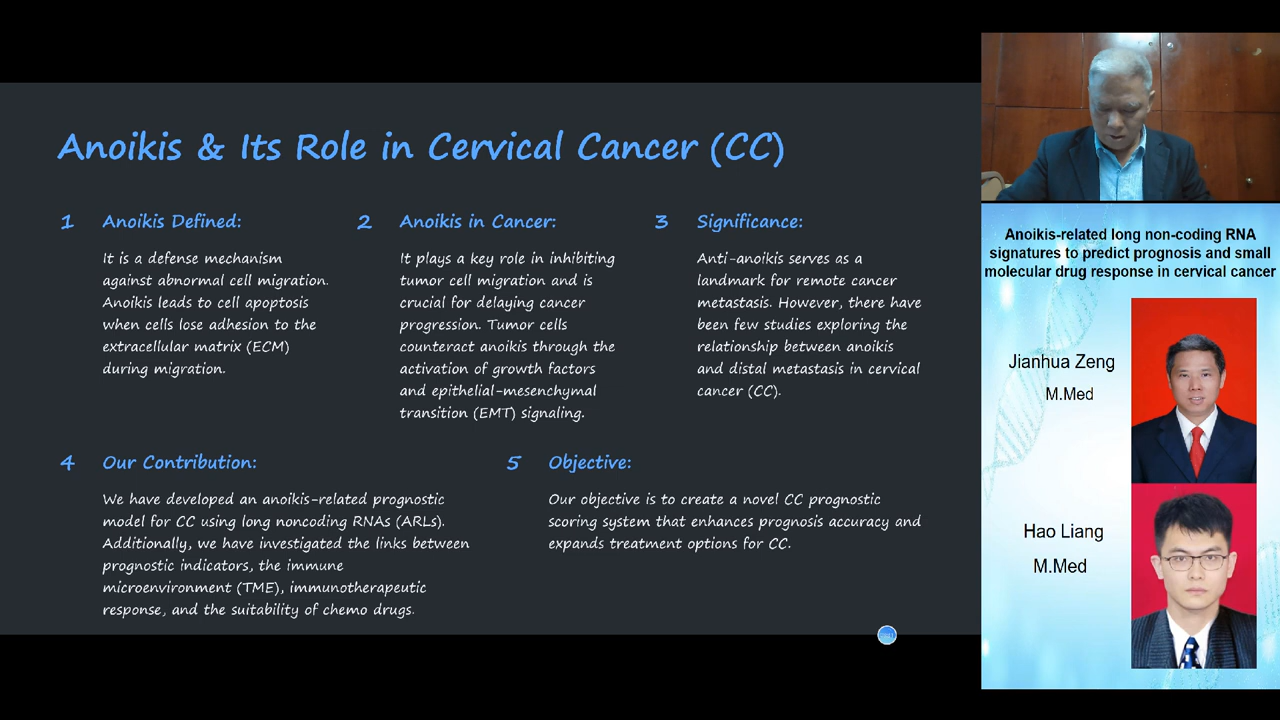 Anoikis & Its Role in Cervical Cancer (CC)
1 Anoikis Defined:
It is a defense mechanism
against abnormal cell migration.
Anoikis leads to cell apoptosis
when cells lose adhesion to the
extracellular matrix (ECM)
during migration.
2 Anoikis in Cancer:
It plays a key role in inhibiting
tumor cell migration and is
crucial for delaying cancer
progression. Tumor cells
counteract anoikis through the
activation of growth factors
and epithelial-mesenchymal
transition (EMT) signaling.
3 Significance:
Anti-anoikis serves as a
landmark for remote cancer
metastasis. However, there have
been few studies exploring the
relationship between anoikis
and distal metastasis in cervical
cancer (CC).
4 Our Contribution:
We have developed an anoikis-related prognostic
model for CC using long noncoding RNAs (ARLs).
Additionally, we have investigated the links between
prognostic indicators, the immune
microenvironment (TME), immunotherapeutic
response, and the suitability of chemo drugs.
5 Objective:
Our objective is to create a novel CC prognostic
scoring system that enhances prognosis accuracy and
expands treatment options for CC.
Anoikis-related long non-coding RNA
signatures to predict prognosis and small
molecular drug response in cervical cancer
Jianhua Zeng
M.Med
Hao Liang
M.Med